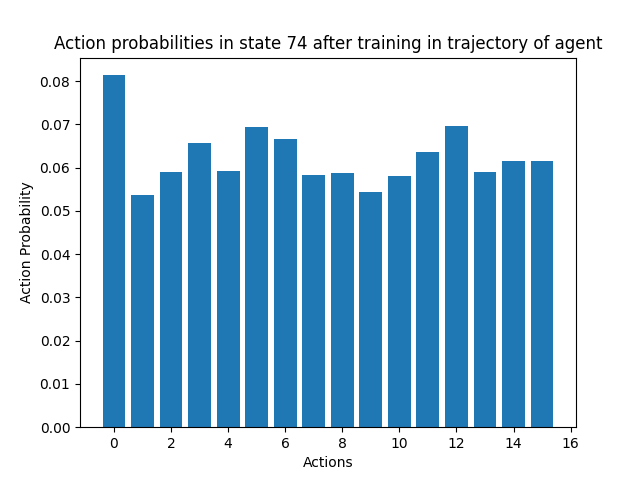 Action probabilities in state 74 after training in trajectory of agent
0.08
0.07
0.06
0.05
0.04
0.03
0.02
0.01
0.00
Action Probability
0 2 4 6 8 10 12 14 16
Actions